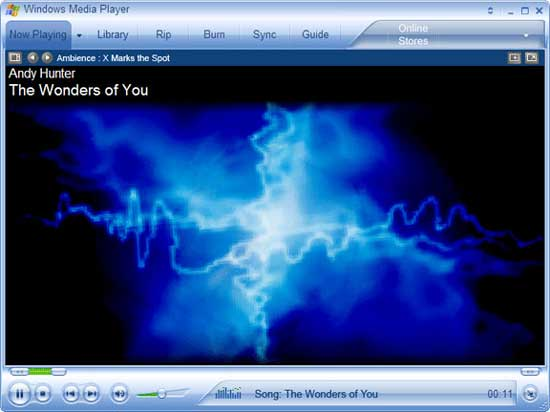 Windows Media Player
Now Playing Library Rip Burn Sync Guide Online Stores
Ambience : X Marks the Spot
Andy Hunter
The Wonders of You
Song: The Wonders of You 00:11